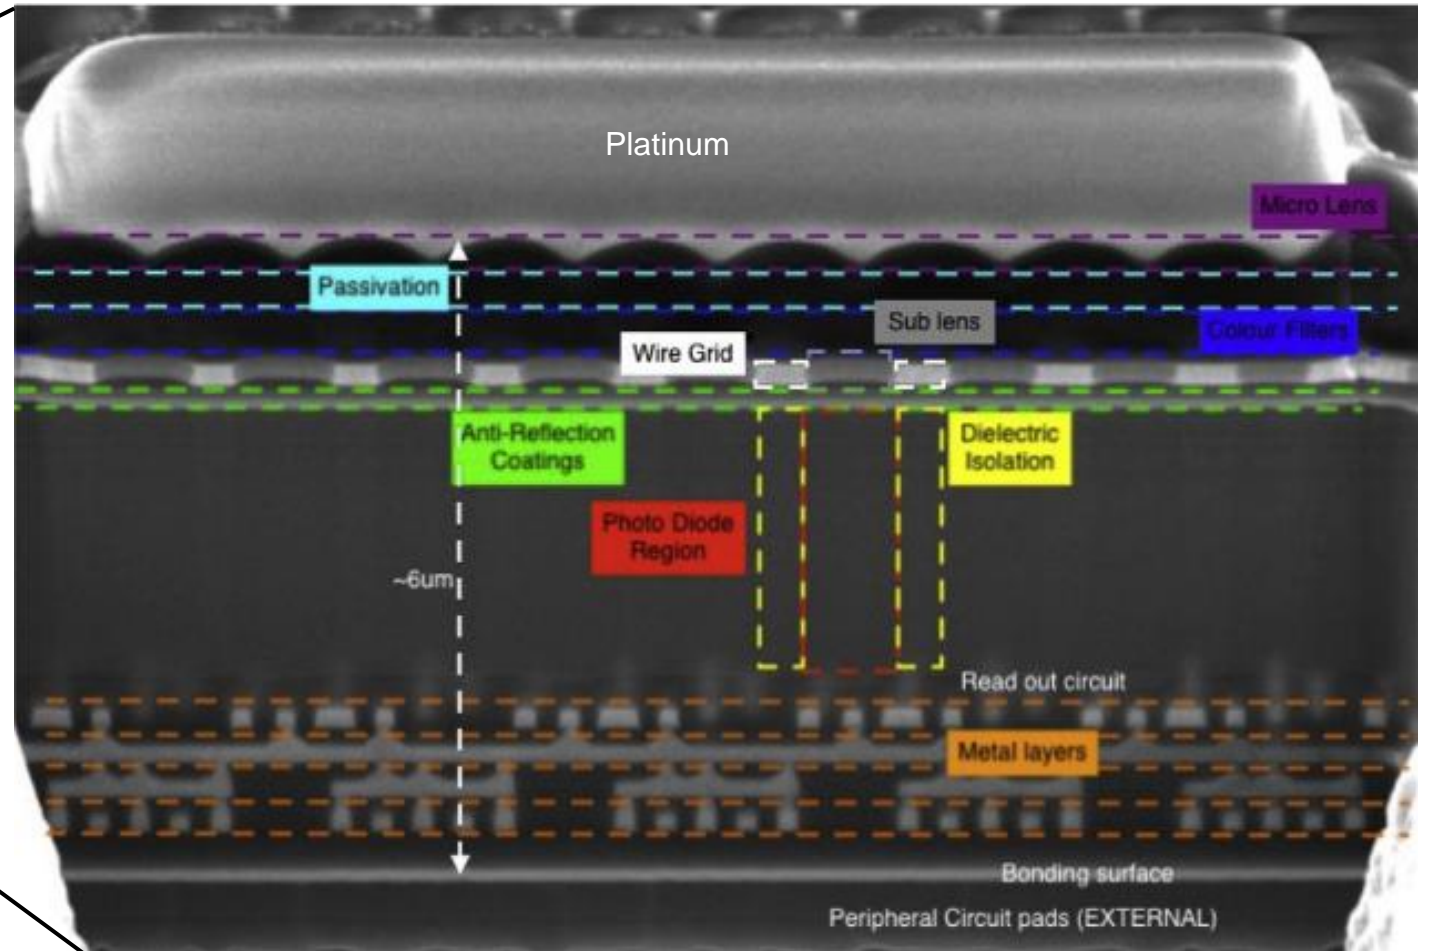 Platinum
Micro Lens
Passivation
Sub lens
Colour Filters
Wire Grid
Anti-Reflection
Coatings
Dielectric
Isolation
Photo Diode
Region
~6um
Read out circuit
Metal layers
Bonding surface
Peripheral Circuit pads (EXTERNAL)